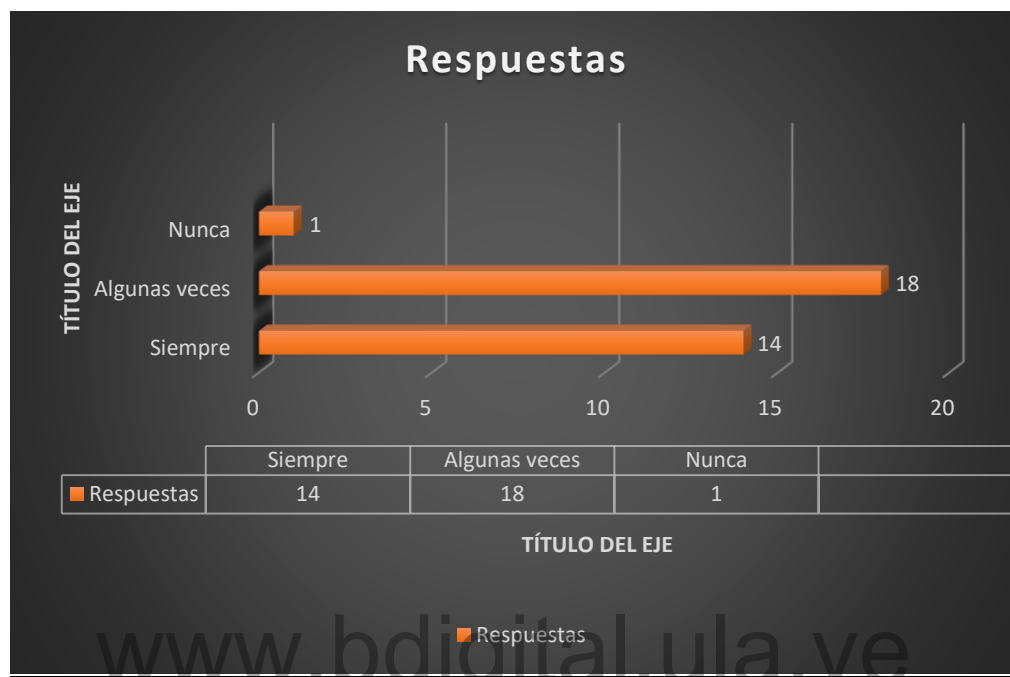 Respuestas
TÍTULO DEL EJE
Nunca 1
Algunas veces 18
Siempre 14
0 5 10 15 20
Siempre Algunas veces Nunca
Respuestas 14 18 1
TÍTULO DEL EJE
Respuestas
www.bdigital.ula.ve